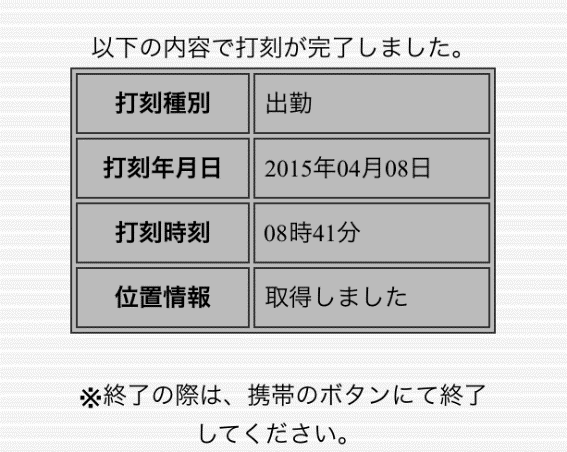 以下の内容で打刻が完了しました。
打刻種別 出勤
打刻年月日 2015年04月08日
打刻時刻 08時41分
位置情報 取得しました
※終了の際は、携帯のボタンにて終了
してください。